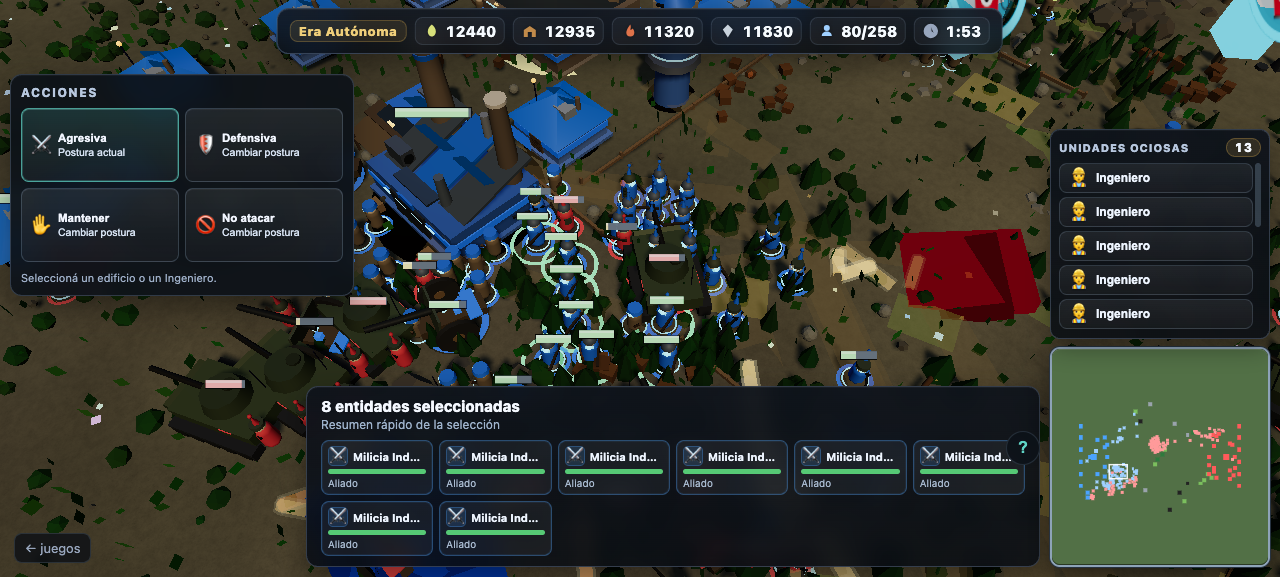 Era Autónoma
12440
12935
11320
11830
80/258
1:53
ACCIONES
Agresiva
Postura actual
Defensiva
Cambiar postura
Mantener
Cambiar postura
No atacar
Cambiar postura
Seleccioná un edificio o un Ingeniero.
UNIDADES OCIOSAS
13
Ingeniero
Ingeniero
Ingeniero
Ingeniero
Ingeniero
8 entidades seleccionadas
Resumen rápido de la selección
Milicia Ind...
Aliado
Milicia Ind...
Aliado
Milicia Ind...
Aliado
Milicia Ind...
Aliado
Milicia Ind...
Aliado
Milicia Ind...
Aliado
?
Milicia Ind...
Aliado
Milicia Ind...
Aliado
← juegos